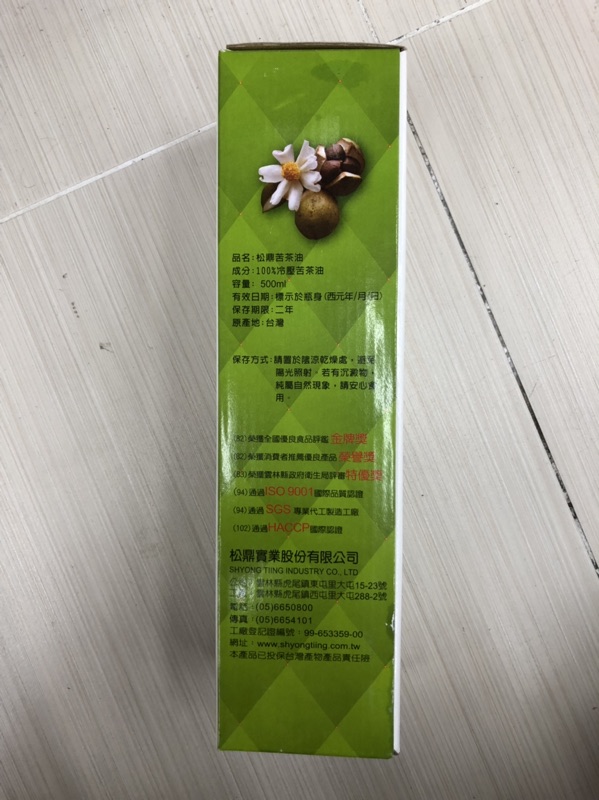 品名:松鼎苦茶油
成分:100%冷壓苦茶油
容量: 500ml
有效日期:標示於瓶身(西元年/月/日)
保存期限:二年
原產地:台灣
保存方式:請置於陰涼乾燥處,避免
陽光照射。若有沉澱物,
純屬自然現象,請安心食
用。
(92)榮獲全國優良食品評鑑 金牌獎
(92)榮獲消費者推薦優良產品 榮譽獎
(93)榮獲雲林縣政府衛生局評審特優獎
(94)通過ISO 9001國際品質認證
(94)通過SGS 專業代工製造工廠
(102)通過HACCP國際認證
松鼎實業股份有限公司
SHYONG TIING INDUSTRY CO., LTD
雲林縣虎尾鎮東屯里大屯15-23號
雲林縣虎尾鎮西屯里大屯288-2號
電話:(05)6650800
傳真:(05)6654101
工廠登記證編號:99-653359-00
網址:www.shyongtiing.com.tw
本產品已投保台灣產物產品責任險